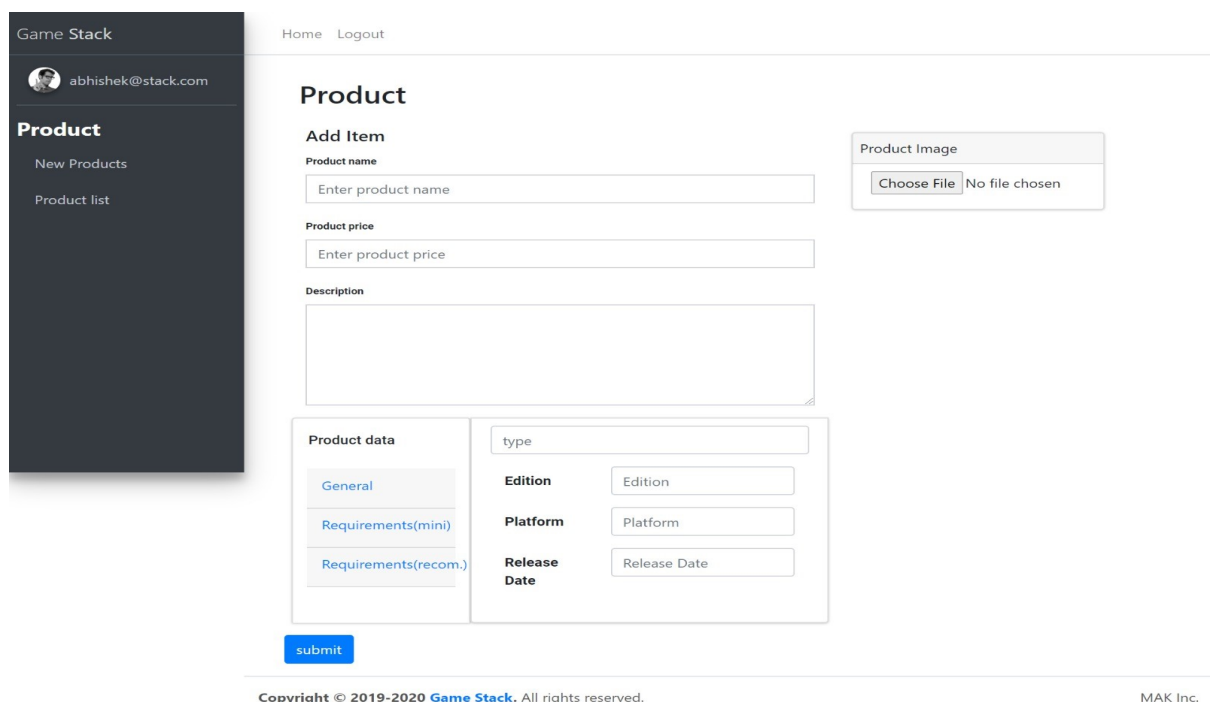 Game Stack
Home Logout
abhishek@stack.com
Product
New Products
Product list
Product
Add Item
Product name
Enter product name
Product price
Enter product price
Description
Product Image
Choose File No file chosen
Product data
General
Requirements(mini)
Requirements(recom.)
type
Edition Edition
Platform Platform
Release Release Date
Date
submit
Copyright © 2019-2020 Game Stack. All rights reserved.
MAK Inc.